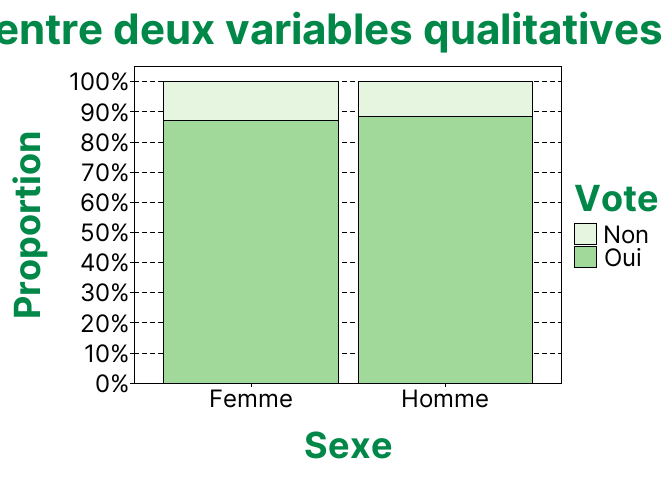 entre deux variables qualitatives
100%
90%
80%
70%
60%
50%
40%
30%
20%
10%
0%
Proportion
Femme
Homme
Sexe
Vote
Non
Oui